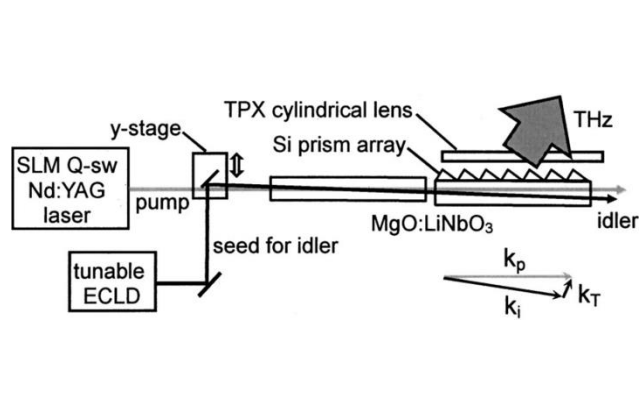 TPX cylindrical lens
THz
y-stage
Si prism array
SLM Q-sw
Nd:YAG
laser
pump
idler
MgO:LiNbO₃
seed for idler
tunable
ECLD
kₚ
kᵢ
k_T